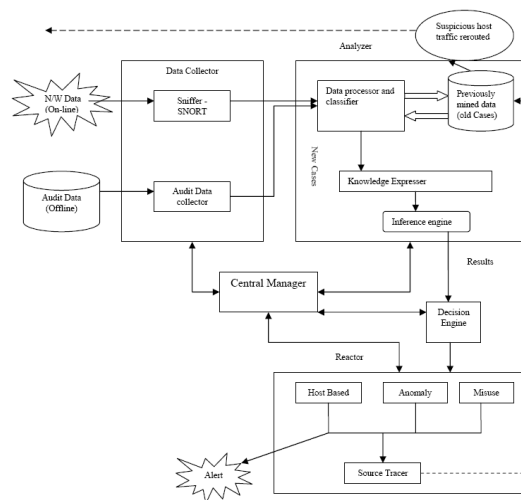 Suspicious host
traffic rerouted
Analyzer
N/W Data
(On-line)
Data Collector
Sniffer -
SNORT
Data processor and
classifier
Previously
mined data
(old Cases)
New Cases
Audit Data
(Offline)
Audit Data
collector
Knowledge Expresser
Inference engine
Results
Central Manager
Decision
Engine
Reactor
Host Based
Anomaly
Misuse
Alert
Source Tracer